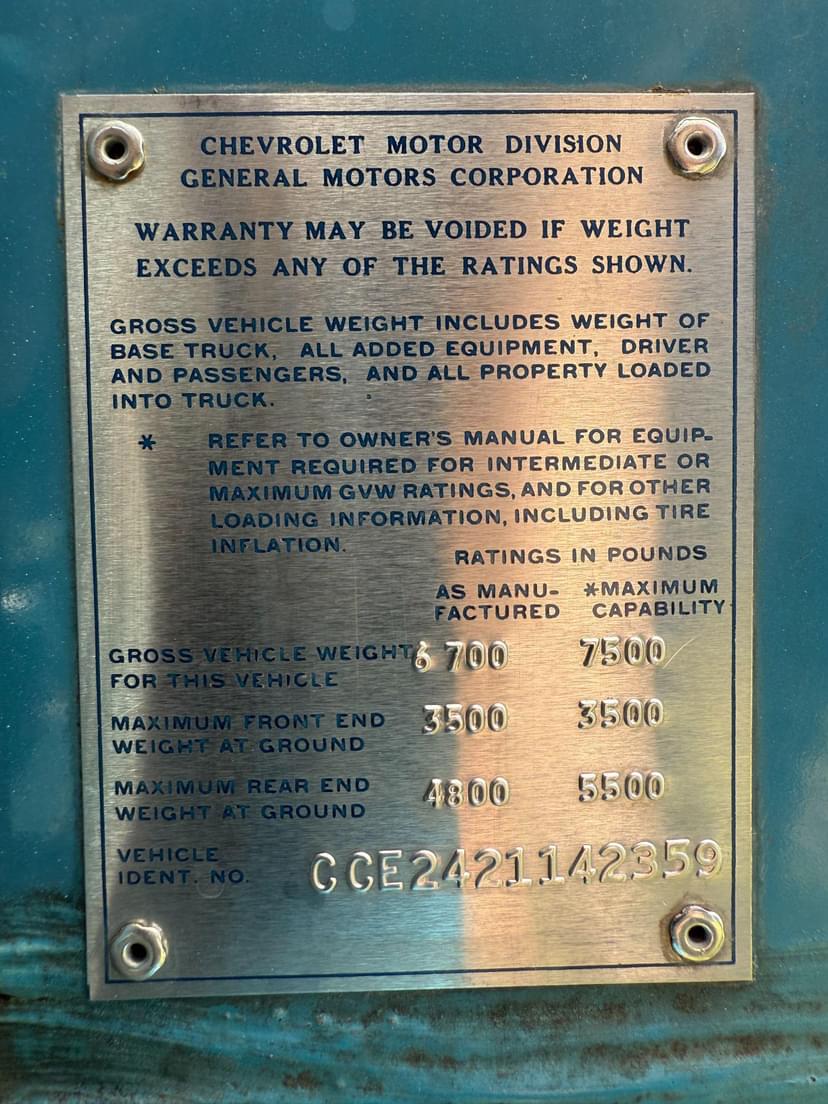 CHEVROLET MOTOR DIVISION
GENERAL MOTORS CORPORATION
WARRANTY MAY BE VOIDED IF WEIGHT
EXCEEDS ANY OF THE RATINGS SHOWN.
GROSS VEHICLE WEIGHT INCLUDES WEIGHT OF
BASE TRUCK, ALL ADDED EQUIPMENT, DRIVER
AND PASSENGERS, AND ALL PROPERTY LOADED
INTO TRUCK.
* REFER TO OWNER'S MANUAL FOR EQUIP-
MENT REQUIRED FOR INTERMEDIATE OR
MAXIMUM GVW RATINGS, AND FOR OTHER
LOADING INFORMATION, INCLUDING TIRE
INFLATION.
RATINGS IN POUNDS
AS MANU- *MAXIMUM
FACTURED CAPABILITY
GROSS VEHICLE WEIGHT 6 700 7500
FOR THIS VEHICLE
MAXIMUM FRONT END 3500 3500
WEIGHT AT GROUND
MAXIMUM REAR END 4800 5500
WEIGHT AT GROUND
VEHICLE
IDENT. NO. CCE2421142359